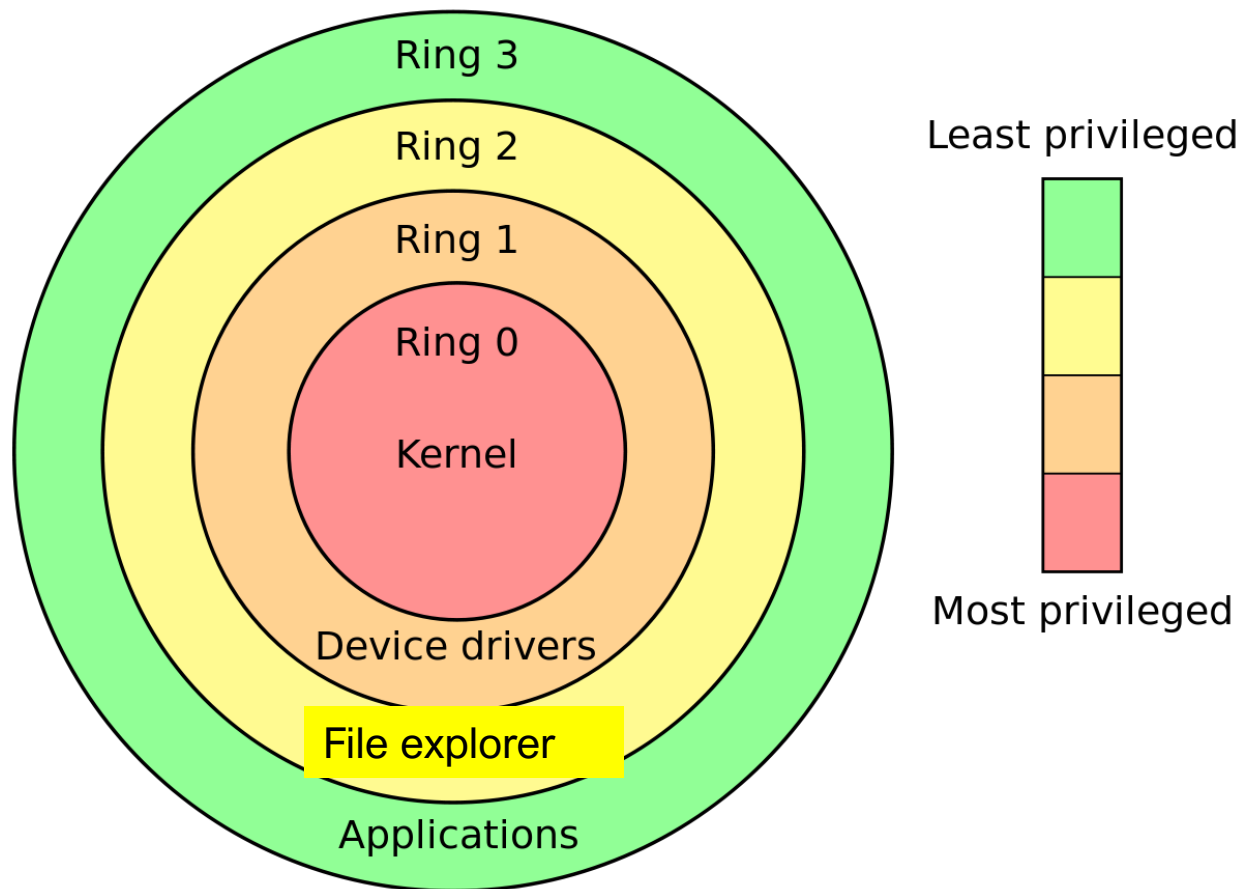 Ring 3
Ring 2
Ring 1
Ring 0
Kernel
Device drivers
File explorer
Applications
Least privileged
Most privileged